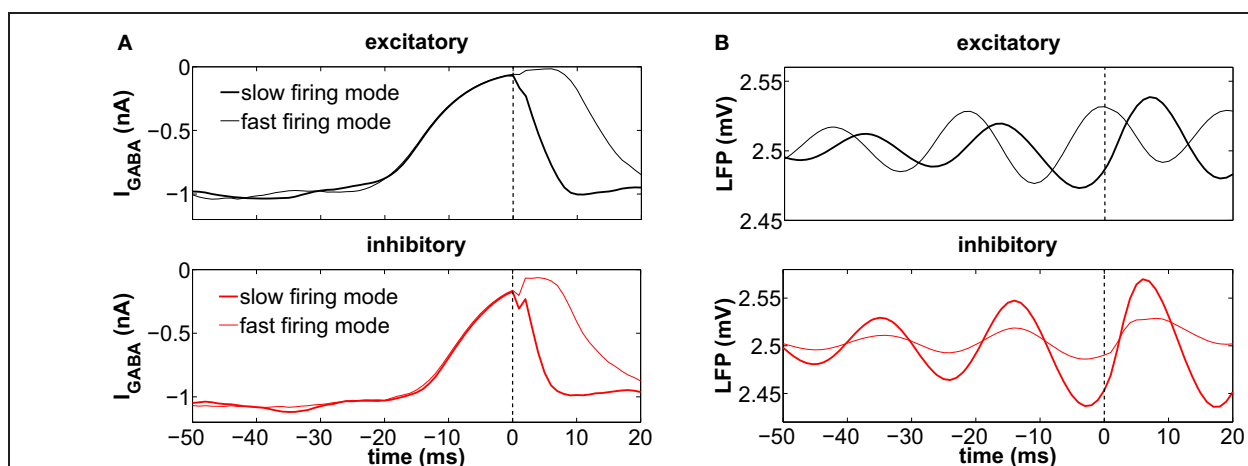 A
excitatory
0
−0.5
−1
I_GABA (nA)
slow firing mode
fast firing mode
inhibitory
0
−0.5
−1
I_GABA (nA)
slow firing mode
fast firing mode
−50 −40 −30 −20 −10 0 10 20
time (ms)
B
excitatory
2.55
2.5
2.45
LFP (mV)
inhibitory
2.55
2.5
2.45
LFP (mV)
−50 −40 −30 −20 −10 0 10 20
time (ms)